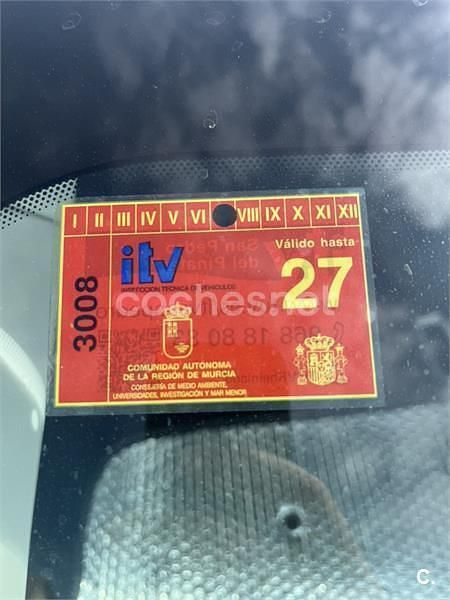 I II III IV V VI VIII IX X XI XII
itv
INSPECCIÓN TÉCNICA DE VEHÍCULOS
Válido hasta
27
3008
coches.net
COMUNIDAD AUTONOMA
DE LA REGIÓN DE MURCIA
CONSEJERÍA DE MEDIO AMBIENTE,
UNIVERSIDADES, INVESTIGACIÓN Y MAR MENOR
C.